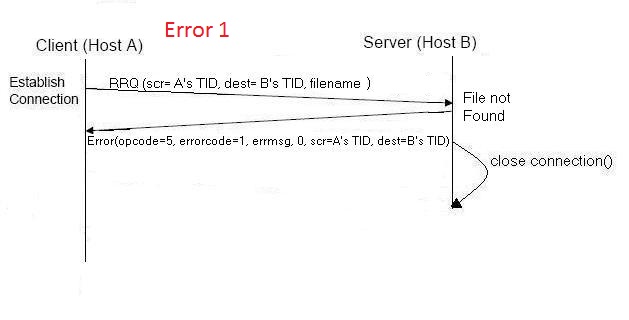 Error 1
Client (Host A)
Server (Host B)
Establish
Connection
RRQ (scr= A's TID, dest= B's TID, filename )
File not
Found
Error(opcode=5, errorcode=1, errmsg, 0, scr=A's TID, dest=B's TID)
close connection()